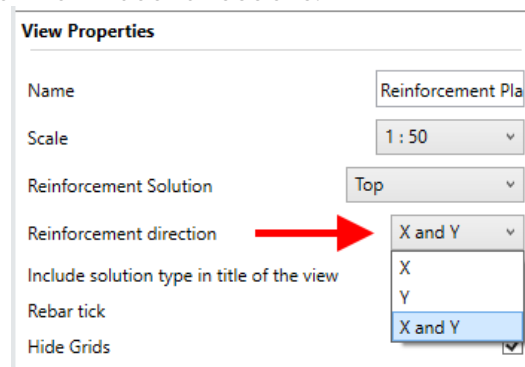 View Properties
Name Reinforcement Pla
Scale 1 : 50
Reinforcement Solution Top
Reinforcement direction X and Y
Include solution type in title of the view X
Rebar tick Y
X and Y
Hide Grids